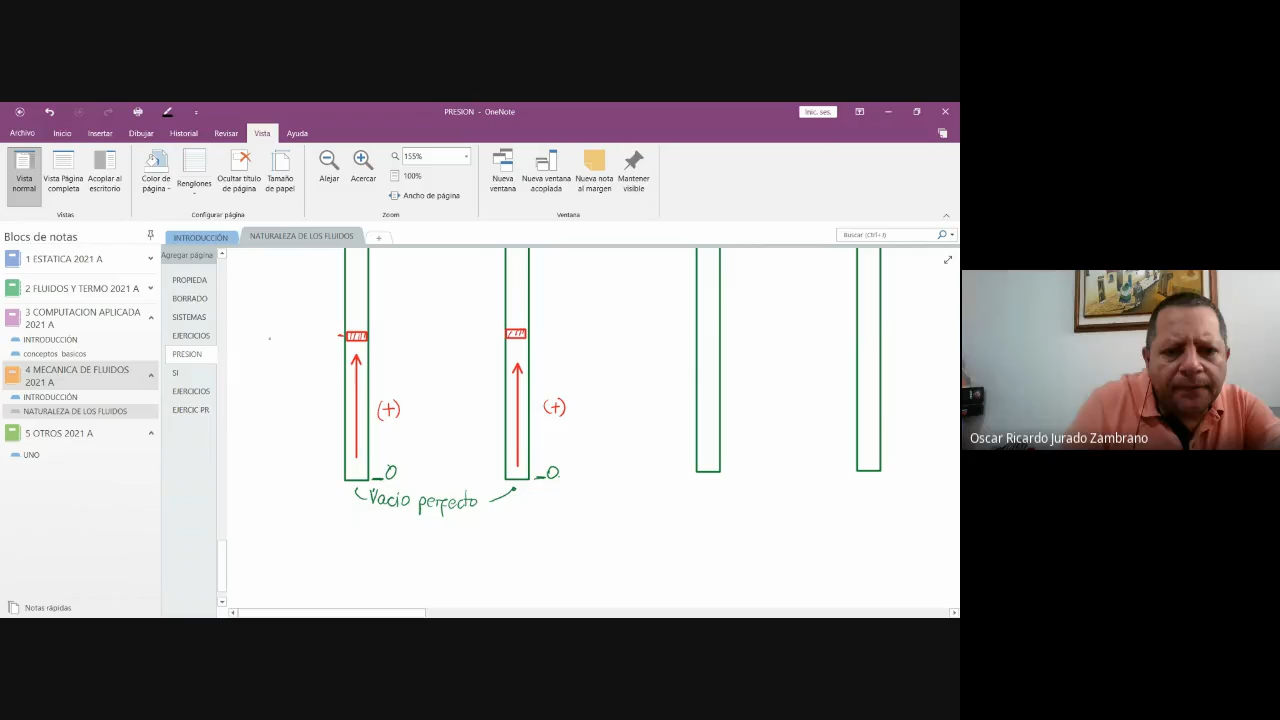 PRESION - OneNote
Inic. ses.
Archivo
Inicio
Insertar
Dibujar
Historial
Revisar
Vista
Ayuda
Vista normal
Vista Página completa
Acoplar al escritorio
Color de página
Renglones
Ocultar título de página
Tamaño de papel
Alejar
Acercar
155%
100%
Ancho de página
Nueva ventana
Nueva ventana acoplada
Nueva nota al margen
Mantener visible
Vistas
Configurar página
Zoom
Ventana
Blocs de notas
INTRODUCCIÓN
NATURALEZA DE LOS FLUIDOS
+
Buscar (Ctrl+J)
1 ESTATICA 2021 A
2 FLUIDOS Y TERMO 2021 A
3 COMPUTACION APLICADA
2021 A
INTRODUCCIÓN
conceptos basicos
4 MECANICA DE FLUIDOS
2021 A
INTRODUCCIÓN
NATURALEZA DE LOS FLUIDOS
5 OTROS 2021 A
UNO
Notas rápidas
Agregar página
PROPIEDA
BORRADO
SISTEMAS
EJERCICIOS
PRESION
SI
EJERCICIOS
EJERCIC PR
(+)
(+)
0
0
Vacio perfecto
Oscar Ricardo Jurado Zambrano